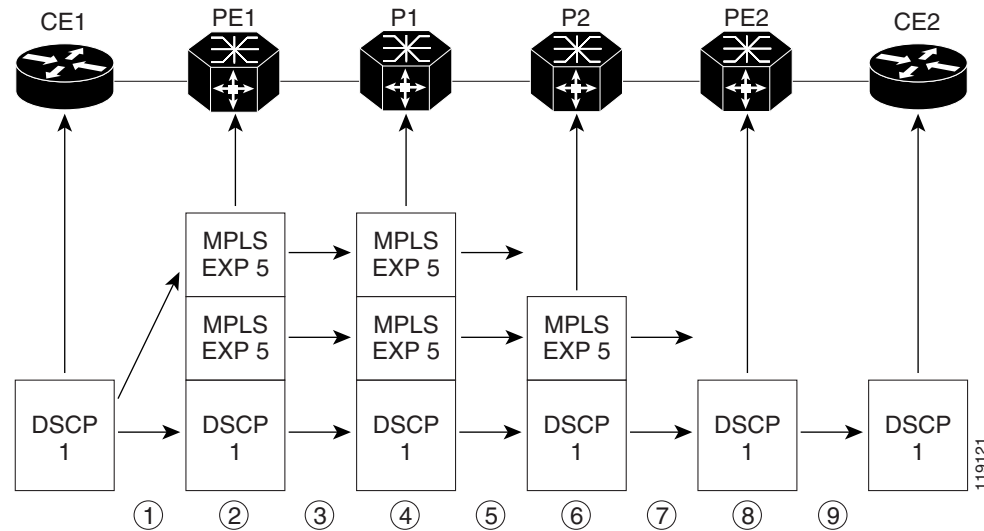 CE1 PE1 P1 P2 PE2 CE2
MPLS
EXP 5
MPLS
EXP 5
MPLS
EXP 5
MPLS
EXP 5
MPLS
EXP 5
DSCP
1
DSCP
1
DSCP
1
DSCP
1
DSCP
1
DSCP
1
119121
1 2 3 4 5 6 7 8 9